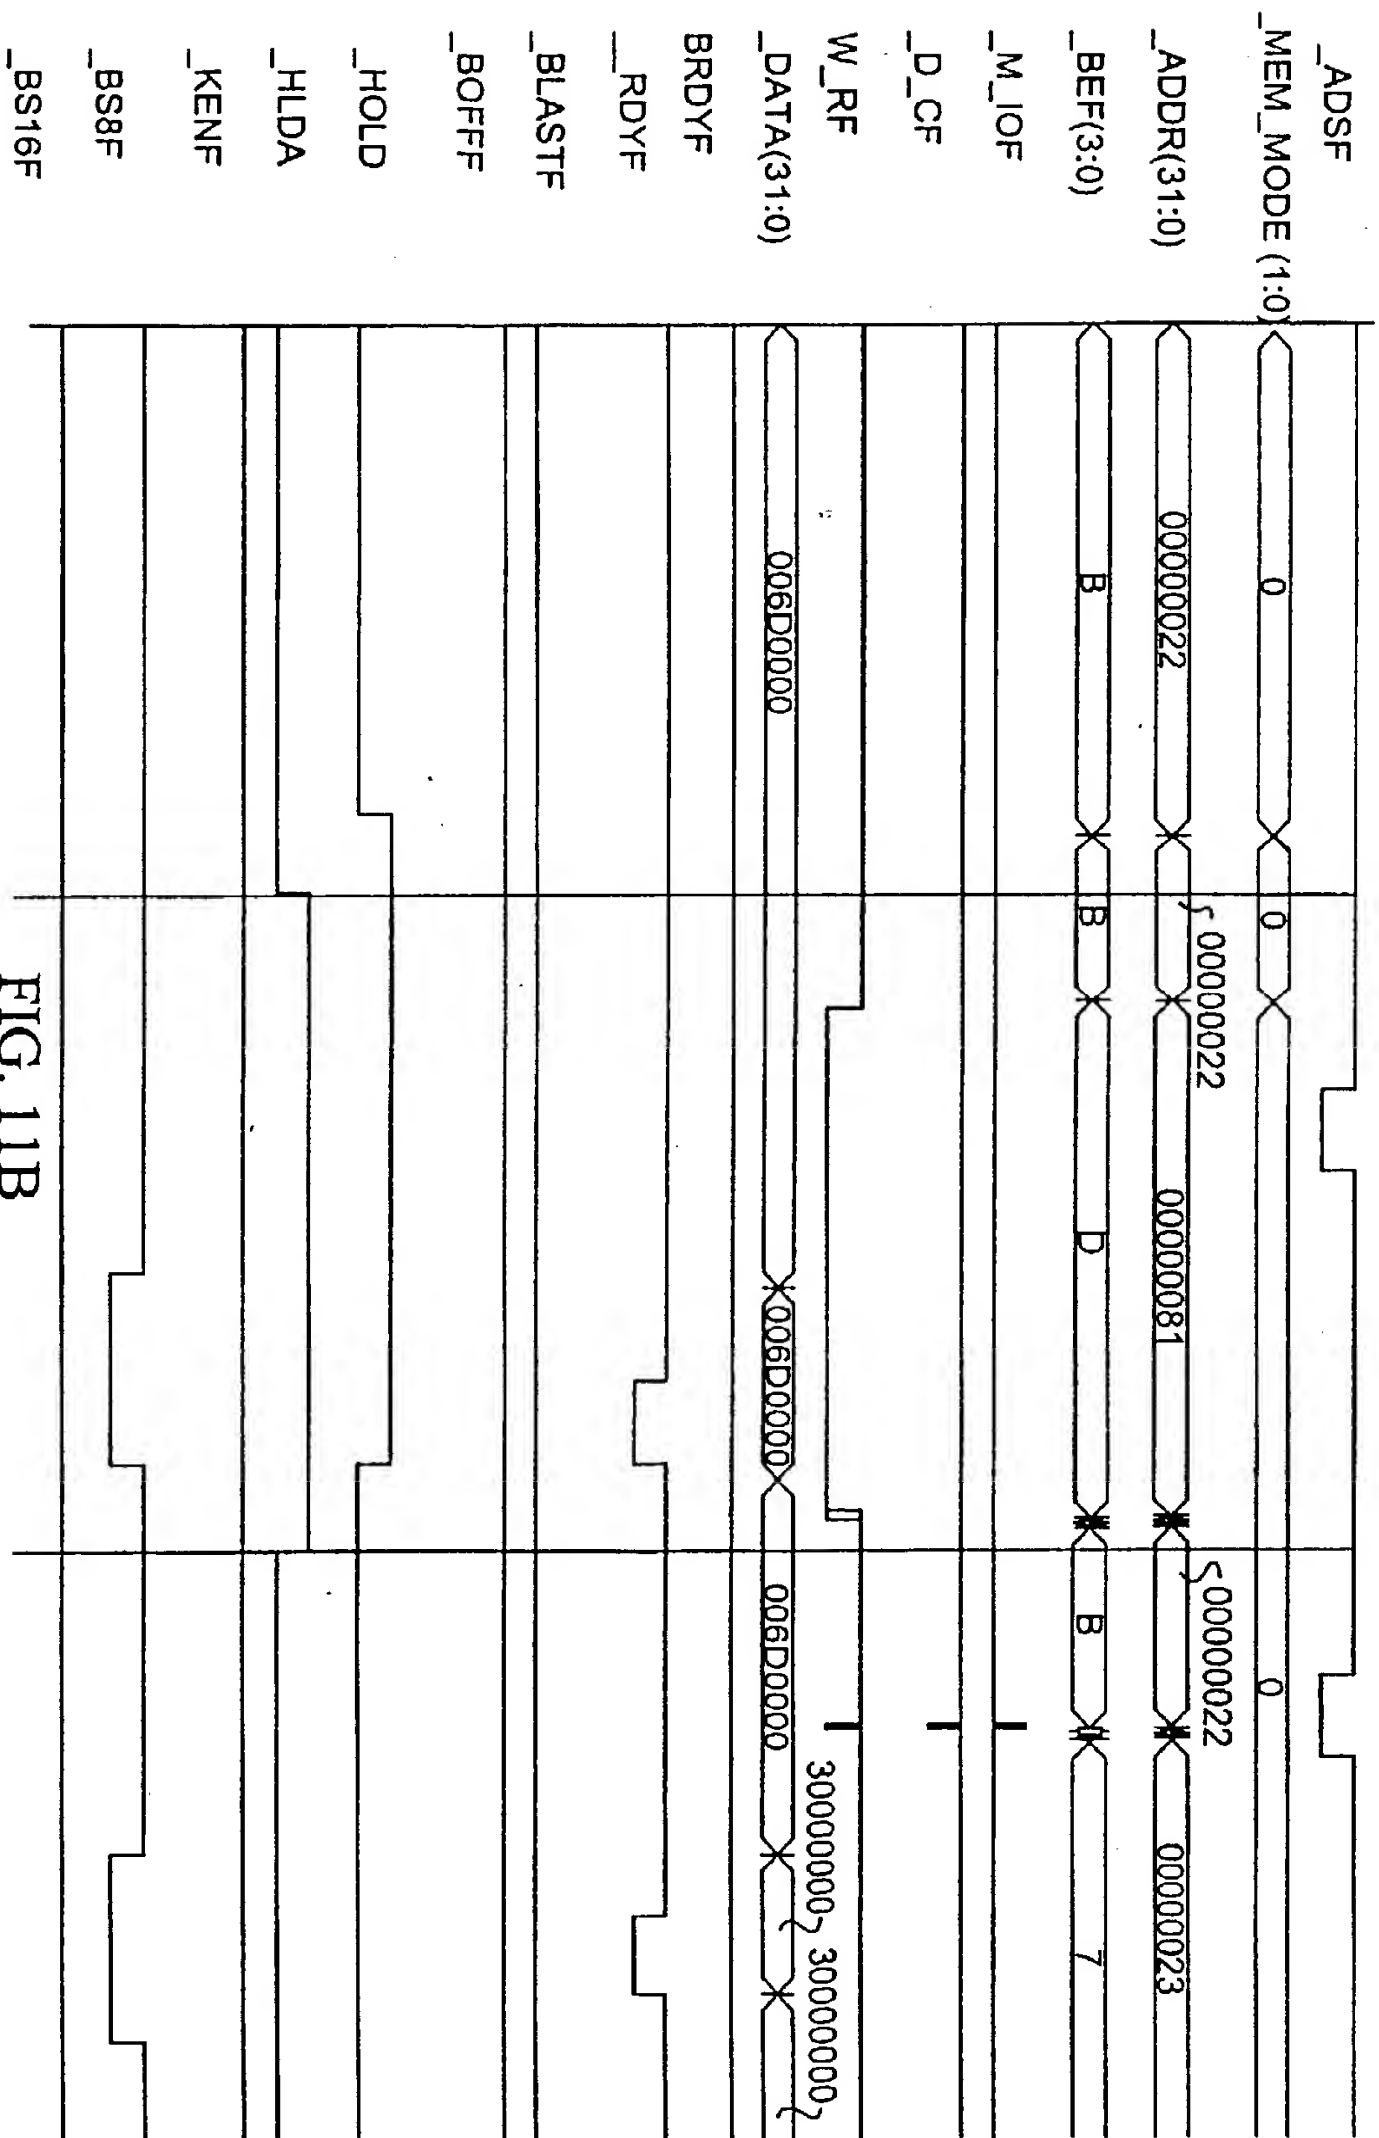 _ADSF
_MEM_MODE (1:0) 0 0 0
_ADDR(31:0) 00000022 00000022 00000081 00000022 00000023
_BEF(3:0) B B D B 7
_M_IOF
_D_CF
W_RF
_DATA(31:0) 006D0000 006D0000 006D0000 30000000 30000000
BRDYF
_RDYF
_BLASTF
_BOFFF
_HOLD
_HLDA
_KENF
_BS8F
_BS16F
FIG. 11B